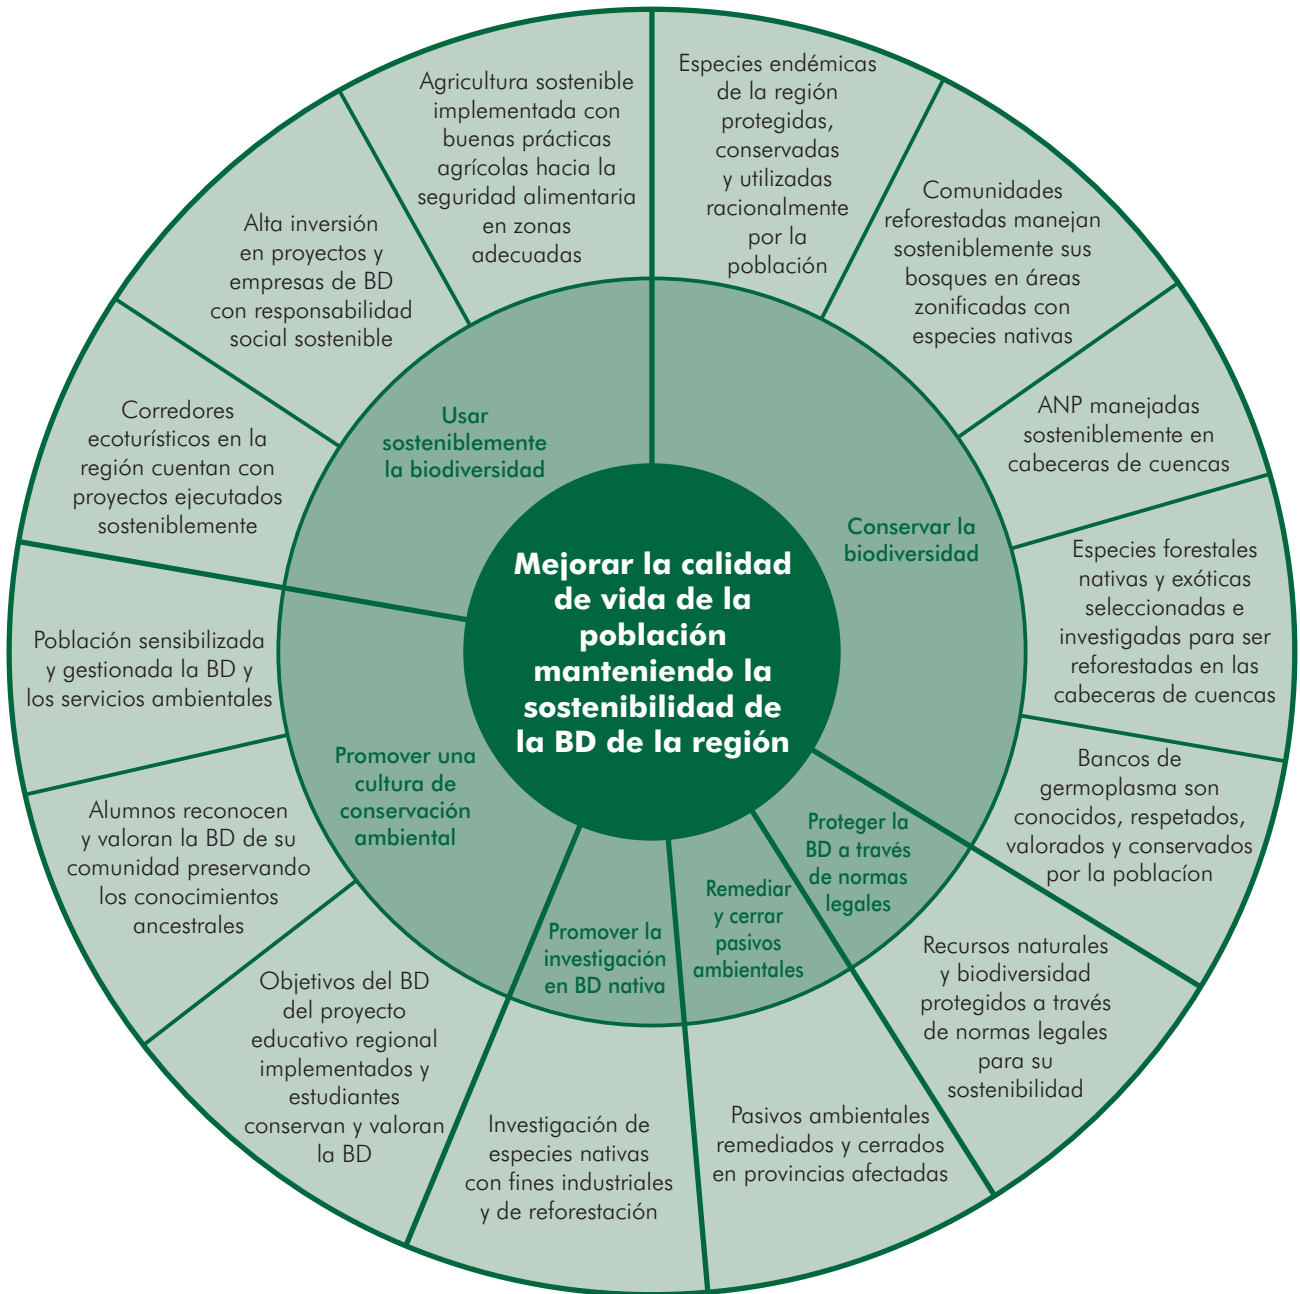 Mejorar la calidad
de vida de la
población
manteniendo la
sostenibilidad de
la BD de la región
Conservar la
biodiversidad
Especies endémicas
de la región
protegidas,
conservadas
y utilizadas
racionalmente
por la
población
Comunidades
reforestadas manejan
sosteniblemente sus
bosques en áreas
zonificadas con
especies nativas
ANP manejadas
sosteniblemente en
cabeceras de cuencas
Especies forestales
nativas y exóticas
seleccionadas e
investigadas para ser
reforestadas en las
cabeceras de cuencas
Bancos de
germoplasma son
conocidos, respetados,
valorados y conservados
por la poblacíon
Proteger la
BD a través
de normas
legales
Recursos naturales
y biodiversidad
protegidos a través
de normas legales
para su
sostenibilidad
Remediar
y cerrar
pasivos
ambientales
Pasivos ambientales
remediados y cerrados
en provincias afectadas
Promover la
investigación
en BD nativa
Investigación de
especies nativas
con fines industriales
y de reforestación
Promover una
cultura de
conservación
ambiental
Objetivos del BD
del proyecto
educativo regional
implementados y
estudiantes
conservan y valoran
la BD
Alumnos reconocen
y valoran la BD de su
comunidad preservando
los conocimientos
ancestrales
Población sensibilizada
y gestionada la BD y
los servicios ambientales
Usar
sosteniblemente
la biodiversidad
Corredores
ecoturísticos en la
región cuentan con
proyectos ejecutados
sosteniblemente
Alta inversión
en proyectos y
empresas de BD
con responsabilidad
social sostenible
Agricultura sostenible
implementada con
buenas prácticas
agrícolas hacia la
seguridad alimentaria
en zonas
adecuadas